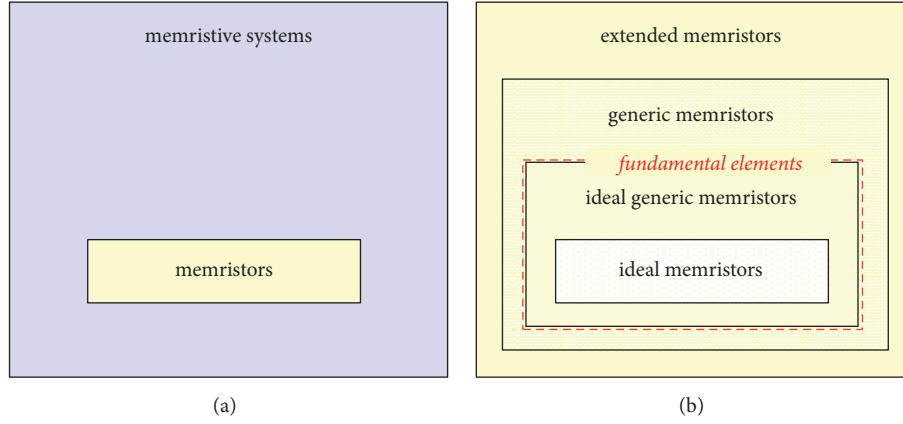 memristive systems
memristors
(a)
extended memristors
generic memristors
fundamental elements
ideal generic memristors
ideal memristors
(b)